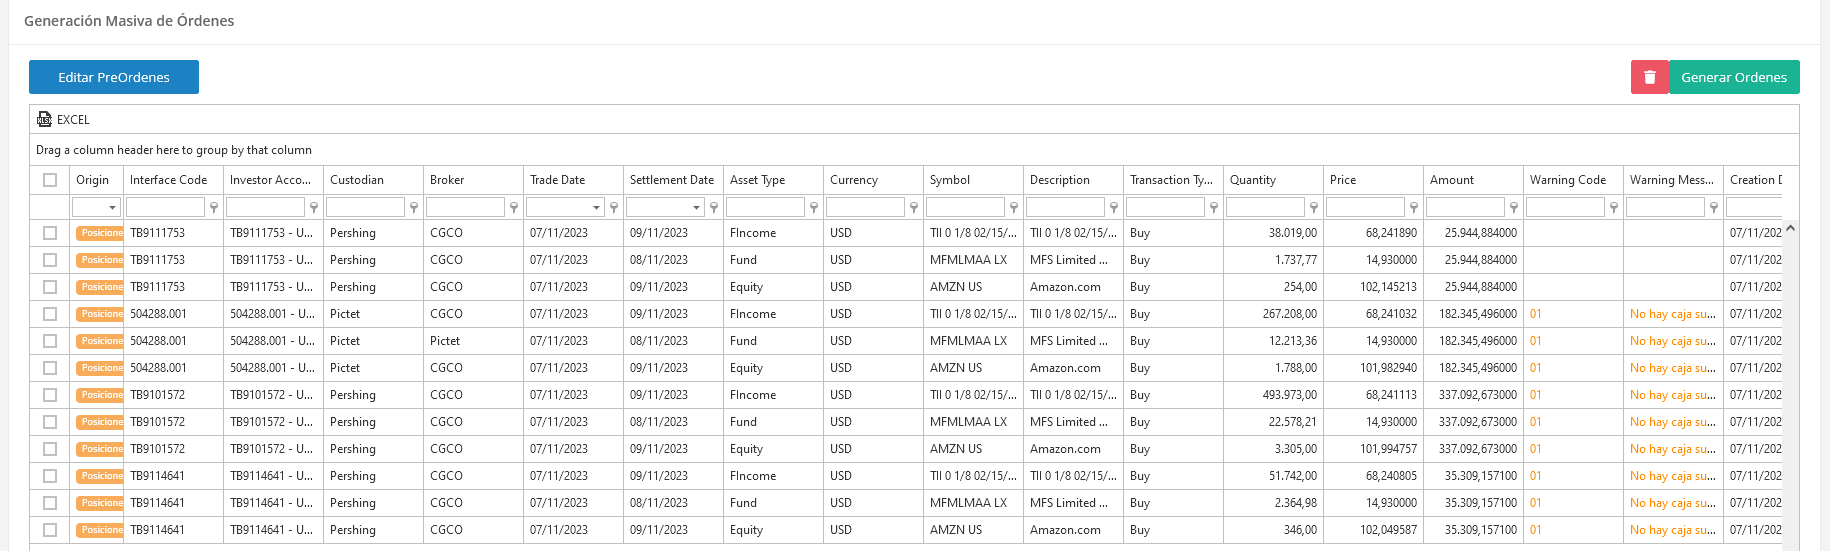 Generación Masiva de Órdenes
Editar PreOrdenes Generar Ordenes
EXCEL
Drag a column header here to group by that column
Origin Interface Code Investor Acco... Custodian Broker Trade Date Settlement Date Asset Type Currency Symbol Description Transaction Ty... Quantity Price Amount Warning Code Warning Mess... Creation D
Posicione TB9111753 TB9111753 - U... Pershing CGCO 07/11/2023 09/11/2023 FIncome USD TII 0 1/8 02/15/... TII 0 1/8 02/15/... Buy 38.019,00 68,241890 25.944,884000 07/11/202
Posicione TB9111753 TB9111753 - U... Pershing CGCO 07/11/2023 08/11/2023 Fund USD MFMLMAA LX MFS Limited ... Buy 1.737,77 14,930000 25.944,884000 07/11/202
Posicione TB9111753 TB9111753 - U... Pershing CGCO 07/11/2023 09/11/2023 Equity USD AMZN US Amazon.com Buy 254,00 102,145213 25.944,884000 07/11/202
Posicione 504288.001 504288.001 - U... Pictet CGCO 07/11/2023 09/11/2023 FIncome USD TII 0 1/8 02/15/... TII 0 1/8 02/15/... Buy 267.208,00 68,241032 182.345,496000 01 No hay caja su... 07/11/202
Posicione 504288.001 504288.001 - U... Pictet Pictet 07/11/2023 08/11/2023 Fund USD MFMLMAA LX MFS Limited ... Buy 12.213,36 14,930000 182.345,496000 01 No hay caja su... 07/11/202
Posicione 504288.001 504288.001 - U... Pictet CGCO 07/11/2023 09/11/2023 Equity USD AMZN US Amazon.com Buy 1.788,00 101,982940 182.345,496000 01 No hay caja su... 07/11/202
Posicione TB9101572 TB9101572 - U... Pershing CGCO 07/11/2023 09/11/2023 FIncome USD TII 0 1/8 02/15/... TII 0 1/8 02/15/... Buy 493.973,00 68,241113 337.092,673000 01 No hay caja su... 07/11/202
Posicione TB9101572 TB9101572 - U... Pershing CGCO 07/11/2023 08/11/2023 Fund USD MFMLMAA LX MFS Limited ... Buy 22.578,21 14,930000 337.092,673000 01 No hay caja su... 07/11/202
Posicione TB9101572 TB9101572 - U... Pershing CGCO 07/11/2023 09/11/2023 Equity USD AMZN US Amazon.com Buy 3.305,00 101,994757 337.092,673000 01 No hay caja su... 07/11/202
Posicione TB9114641 TB9114641 - U... Pershing CGCO 07/11/2023 09/11/2023 FIncome USD TII 0 1/8 02/15/... TII 0 1/8 02/15/... Buy 51.742,00 68,240805 35.309,157100 01 No hay caja su... 07/11/202
Posicione TB9114641 TB9114641 - U... Pershing CGCO 07/11/2023 08/11/2023 Fund USD MFMLMAA LX MFS Limited ... Buy 2.364,98 14,930000 35.309,157100 01 No hay caja su... 07/11/202
Posicione TB9114641 TB9114641 - U... Pershing CGCO 07/11/2023 09/11/2023 Equity USD AMZN US Amazon.com Buy 346,00 102,049587 35.309,157100 01 No hay caja su... 07/11/202